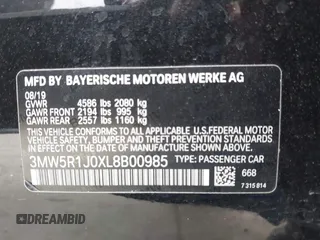 MFD BY BAYERISCHE MOTOREN WERKE AG
08/19
GVWR 4586 lbs 2080 kg
GAWR FRONT 2194 lbs 995 kg
GAWR REAR 2557 lbs 1160 kg
THIS VEHICLE CONFORMS TO ALL APPLICABLE FEDERAL
MOTOR VEHICLE SAFETY, BUMPER, AND THEFT PREVENTION
STANDARDS IN EFFECT ON THE DATE OF MANUFACTURE
SHOWN ABOVE.
3MW5R1J0XL8B00985 TYPE: PASSENGER CAR
668
7 315 814
DREAMBID